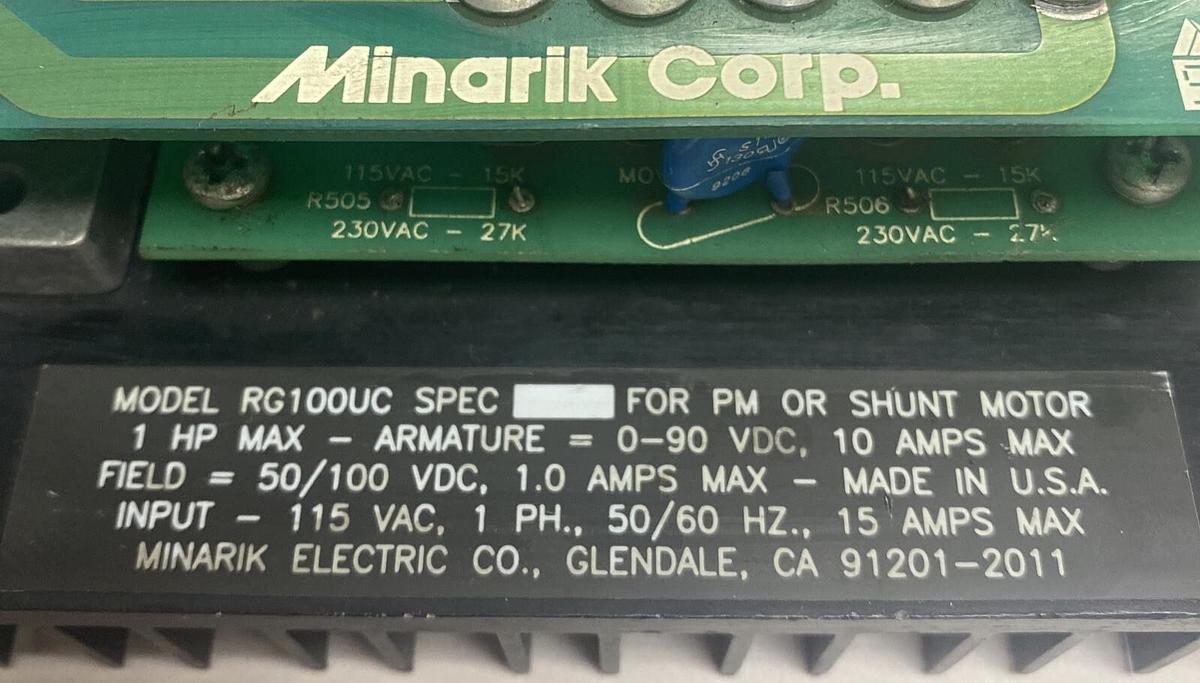 Minarik Corp.
115VAC - 15K
MO
115VAC - 15K
R505
R506
230VAC - 27K
230VAC - 27K
9206
MODEL RG100UC SPEC FOR PM OR SHUNT MOTOR
1 HP MAX - ARMATURE = 0-90 VDC, 10 AMPS MAX
FIELD = 50/100 VDC, 1.0 AMPS MAX - MADE IN U.S.A.
INPUT - 115 VAC, 1 PH., 50/60 HZ., 15 AMPS MAX
MINARIK ELECTRIC CO., GLENDALE, CA 91201-2011